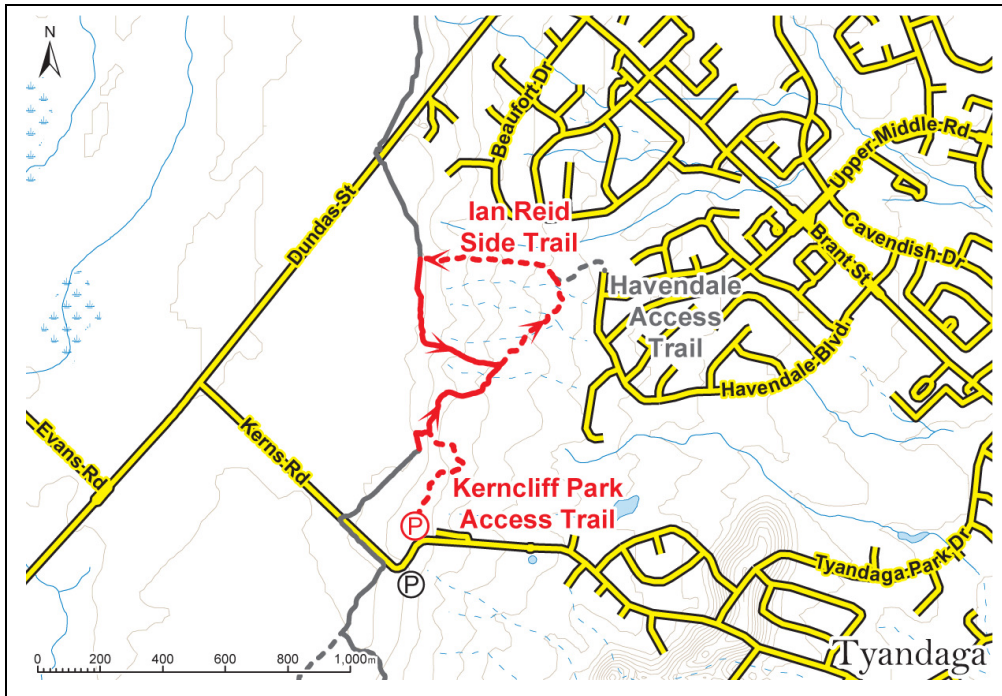 N
Beaufort Dr
Upper Middle Rd
Dundas St
Ian Reid
Side Trail
Cavendish Dr
Brant St
Havendale
Access
Trail
Havendale Blvd.
Evans Rd
Kerns Rd
Kerncliff Park
Access Trail
P
P
Tyandaga Park Dr
Tyandaga
0 200 400 600 800 1,000m